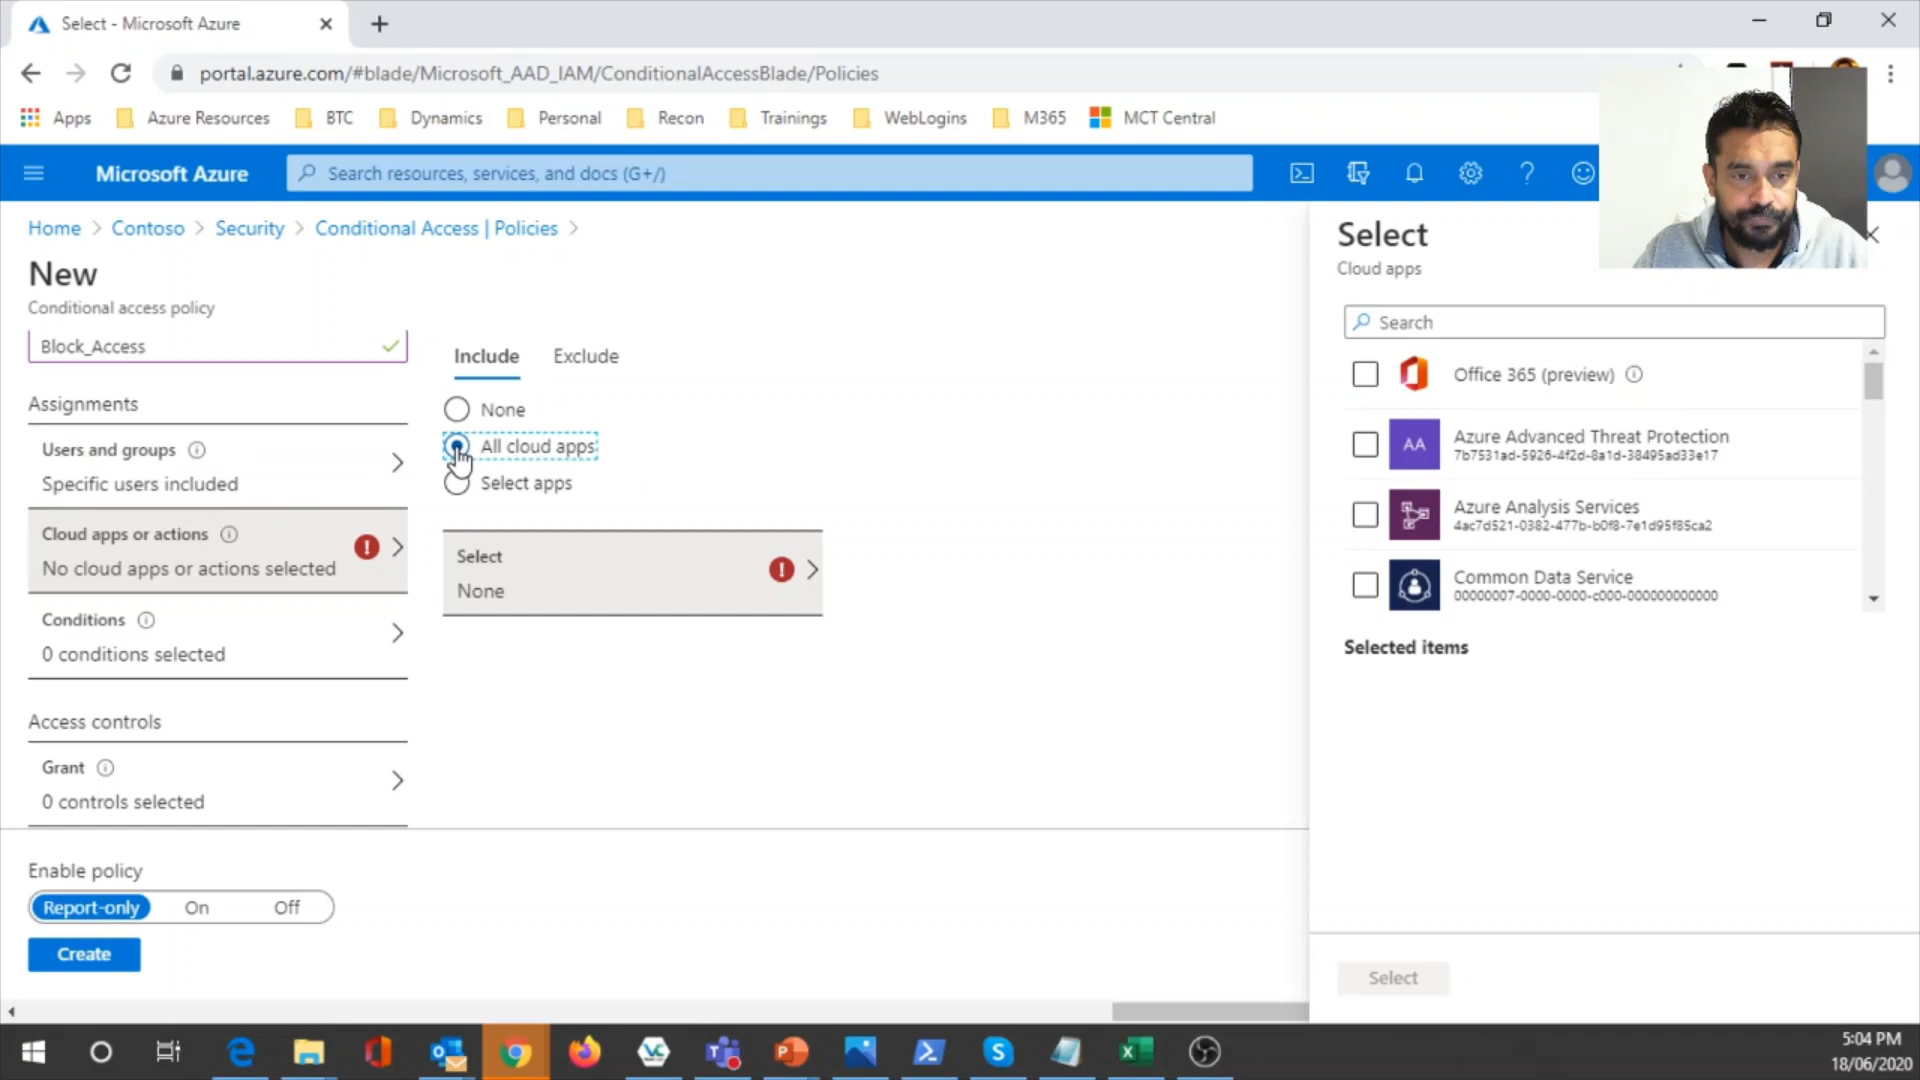 Select - Microsoft Azure
portal.azure.com/#blade/Microsoft_AAD_IAM/ConditionalAccessBlade/Policies
Apps
Azure Resources
BTC
Dynamics
Personal
Recon
Trainings
WebLogins
M365
MCT Central
Microsoft Azure
Search resources, services, and docs (G+/)
Home > Contoso > Security > Conditional Access | Policies >
New
Conditional access policy
Block_Access
Assignments
Users and groups
Specific users included
Cloud apps or actions
No cloud apps or actions selected
Conditions
0 conditions selected
Access controls
Grant
0 controls selected
Enable policy
Report-only On Off
Create
Include Exclude
None
All cloud apps
Select apps
Select
None
Select
Cloud apps
Search
Office 365 (preview)
AA
Azure Advanced Threat Protection
7b7531ad-5926-4f2d-8a1d-38495ad33e17
Azure Analysis Services
4ac7d521-0382-477b-b0f8-7e1d95f85ca2
Common Data Service
00000007-0000-0000-c000-000000000000
Selected items
Select
5:04 PM
18/06/2020